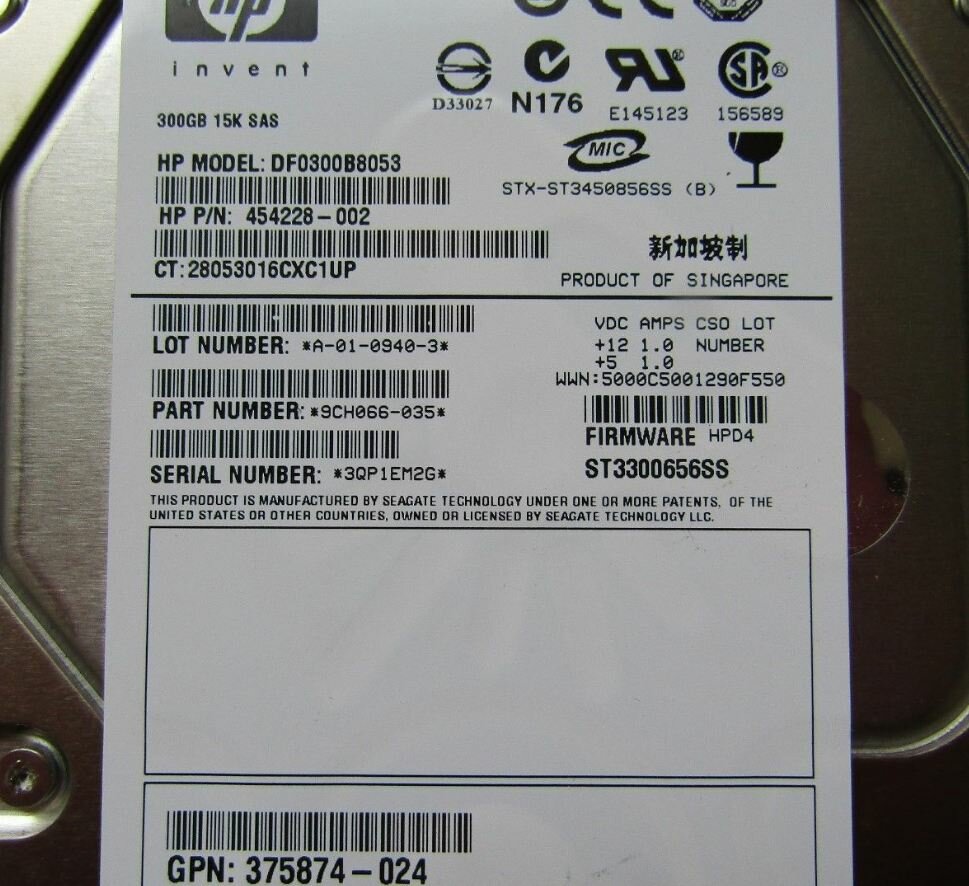 hp
invent
D33027
N176
E145123
156589
300GB 15K SAS
MIC
HP MODEL: DF0300B8053
STX-ST3450856SS (B)
HP P/N: 454228-002
CT: 28053016CXC1UP
新加坡制
PRODUCT OF SINGAPORE
LOT NUMBER: *A-01-0940-3*
PART NUMBER: *9CH066-035*
SERIAL NUMBER: *3QP1EM2G*
VDC AMPS CSO LOT
+12 1.0 NUMBER
+5 1.0
WWN:5000C5001290F550
FIRMWARE HPD4
ST3300656SS
THIS PRODUCT IS MANUFACTURED BY SEAGATE TECHNOLOGY UNDER ONE OR MORE PATENTS, OF THE
UNITED STATES OR OTHER COUNTRIES, OWNED OR LICENSED BY SEAGATE TECHNOLOGY LLC.
GPN: 375874-024